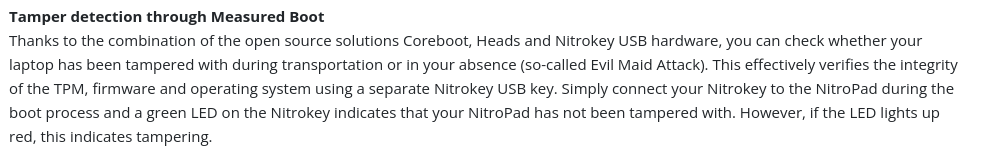 Tamper detection through Measured Boot
Thanks to the combination of the open source solutions Coreboot, Heads and Nitrokey USB hardware, you can check whether your
laptop has been tampered with during transportation or in your absence (so-called Evil Maid Attack). This effectively verifies the integrity
of the TPM, firmware and operating system using a separate Nitrokey USB key. Simply connect your Nitrokey to the NitroPad during the
boot process and a green LED on the Nitrokey indicates that your NitroPad has not been tampered with. However, if the LED lights up
red, this indicates tampering.